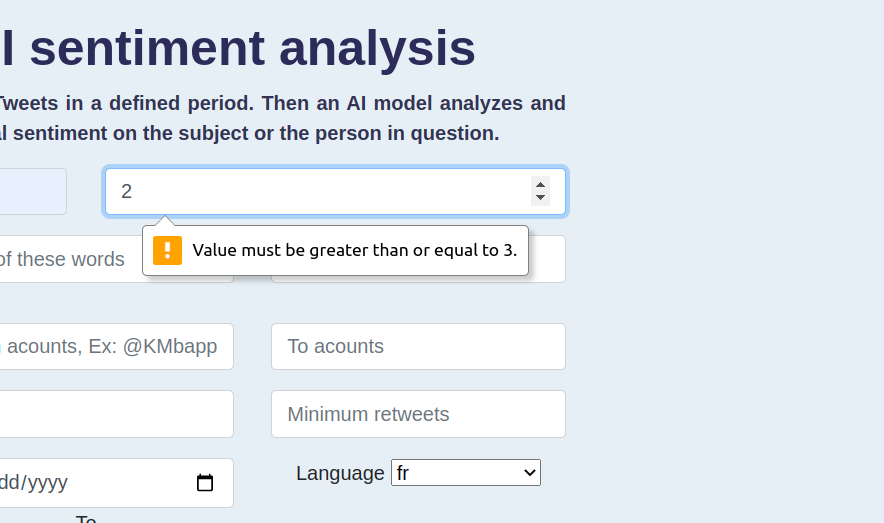 I sentiment analysis
Tweets in a defined period. Then an AI model analyzes and
l sentiment on the subject or the person in question.
2
Value must be greater than or equal to 3.
of these words
acounts, Ex: @KMbapp
To acounts
Minimum retweets
dd/yyyy
Language fr
To